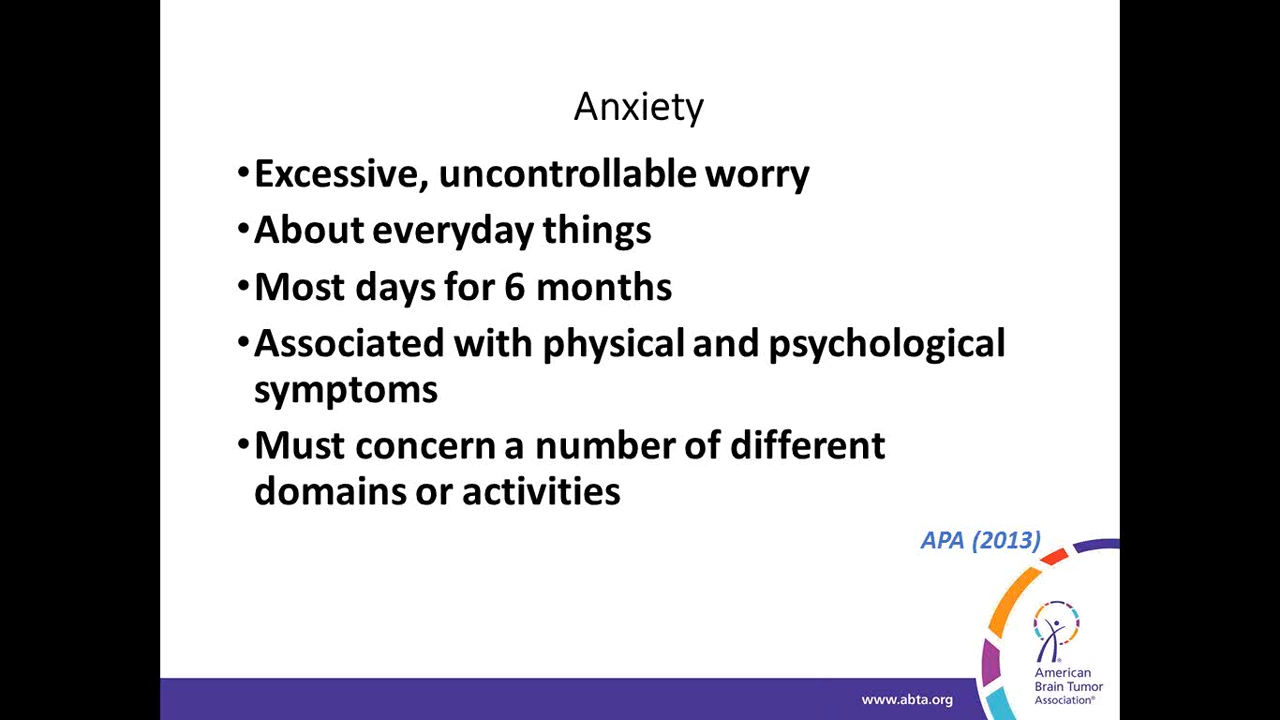 Anxiety
•Excessive, uncontrollable worry
•About everyday things
•Most days for 6 months
•Associated with physical and psychological
symptoms
•Must concern a number of different
domains or activities
APA (2013)
American
Brain Tumor
Association®
www.abta.org